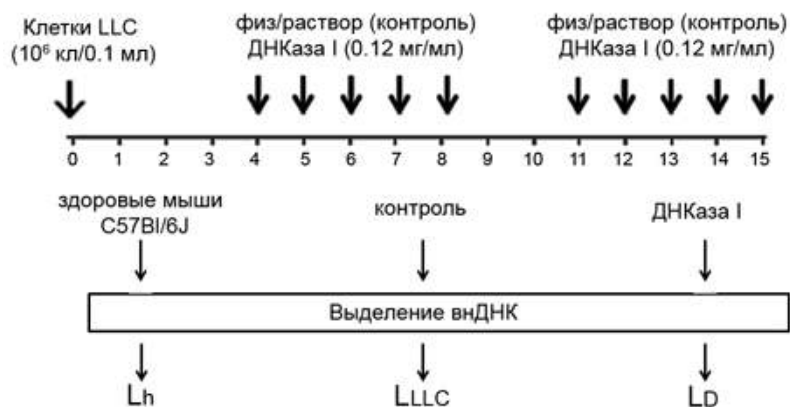 Клетки LLC
(10⁶ кл/0.1 мл)
физ/раствор (контроль)
ДНКаза I (0.12 мг/мл)
физ/раствор (контроль)
ДНКаза I (0.12 мг/мл)
0 1 2 3 4 5 6 7 8 9 10 11 12 13 14 15
здоровые мыши
C57Bl/6J
контроль
ДНКаза I
Выделение внДНК
Lh LLLC LD